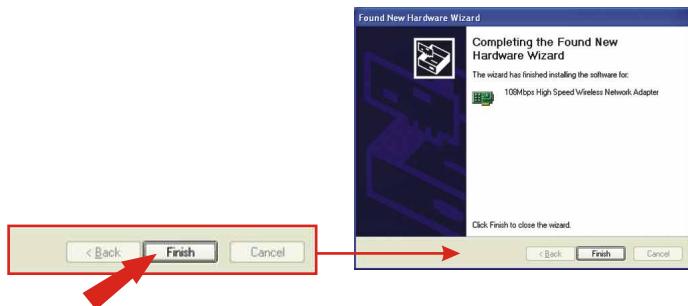 Found New Hardware Wizard
Completing the Found New
Hardware Wizard
The wizard has finished installing the software for:
108Mbps High Speed Wireless Network Adapter
Click Finish to close the wizard.
< Back Finish Cancel
< Back Finish Cancel